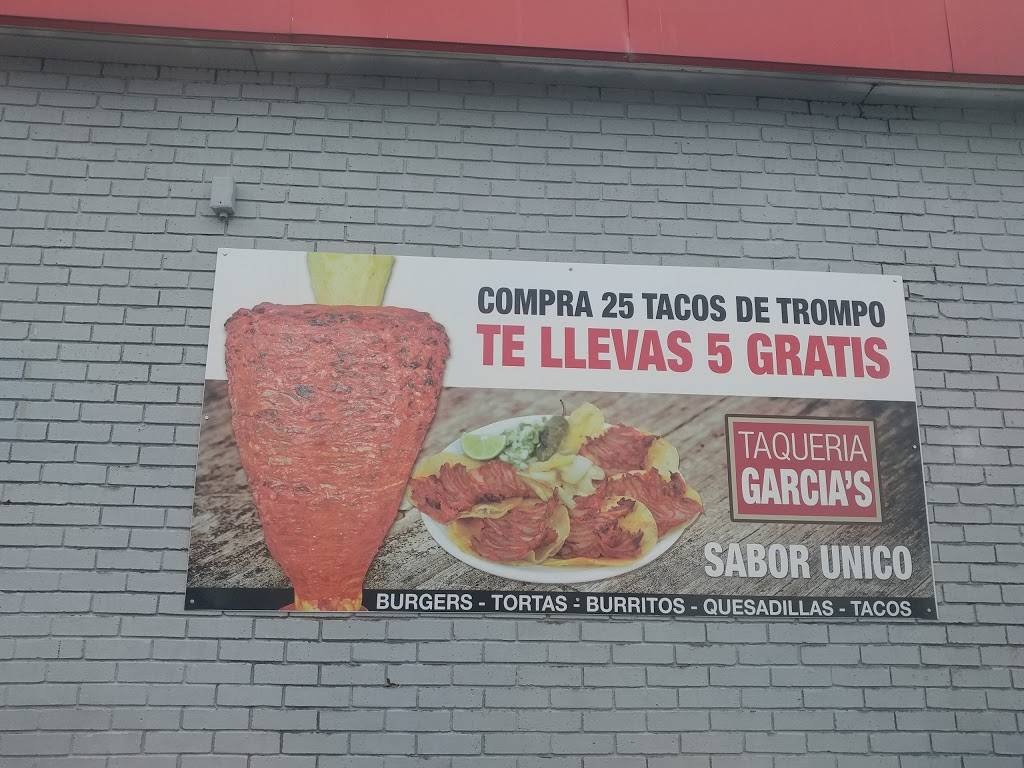 COMPRA 25 TACOS DE TROMPO
TE LLEVAS 5 GRATIS
TAQUERIA
GARCIA'S
SABOR UNICO
BURGERS - TORTAS - BURRITOS - QUESADILLAS - TACOS